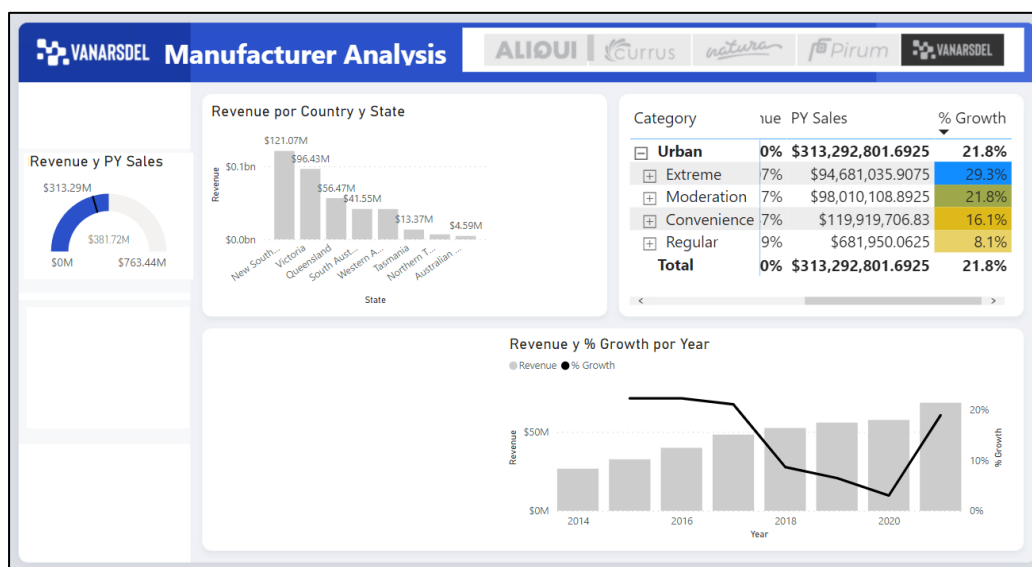 VANARSDEL Manufacturer Analysis
ALIQUI
Currus
natura
Pirum
VANARSDEL
Revenue y PY Sales
$313.29M
$381.72M
$0M $763.44M
Revenue por Country y State
$121.07M
$96.43M
$56.47M
$41.55M
$13.37M
$4.59M
$0.1bn
$0.0bn
Revenue
New South...
Victoria
Queensland
South Aust...
Western A...
Tasmania
Northern T...
Australian ...
State
Category nue PY Sales % Growth
Urban 0% $313,292,801.6925 21.8%
Extreme 7% $94,681,035.9075 29.3%
Moderation 7% $98,010,108.8925 21.8%
Convenience 7% $119,919,706.83 16.1%
Regular 9% $681,950.0625 8.1%
Total 0% $313,292,801.6925 21.8%
Revenue y % Growth por Year
Revenue % Growth
$50M
$0M
Revenue
20%
10%
0%
% Growth
2014 2016 2018 2020
Year